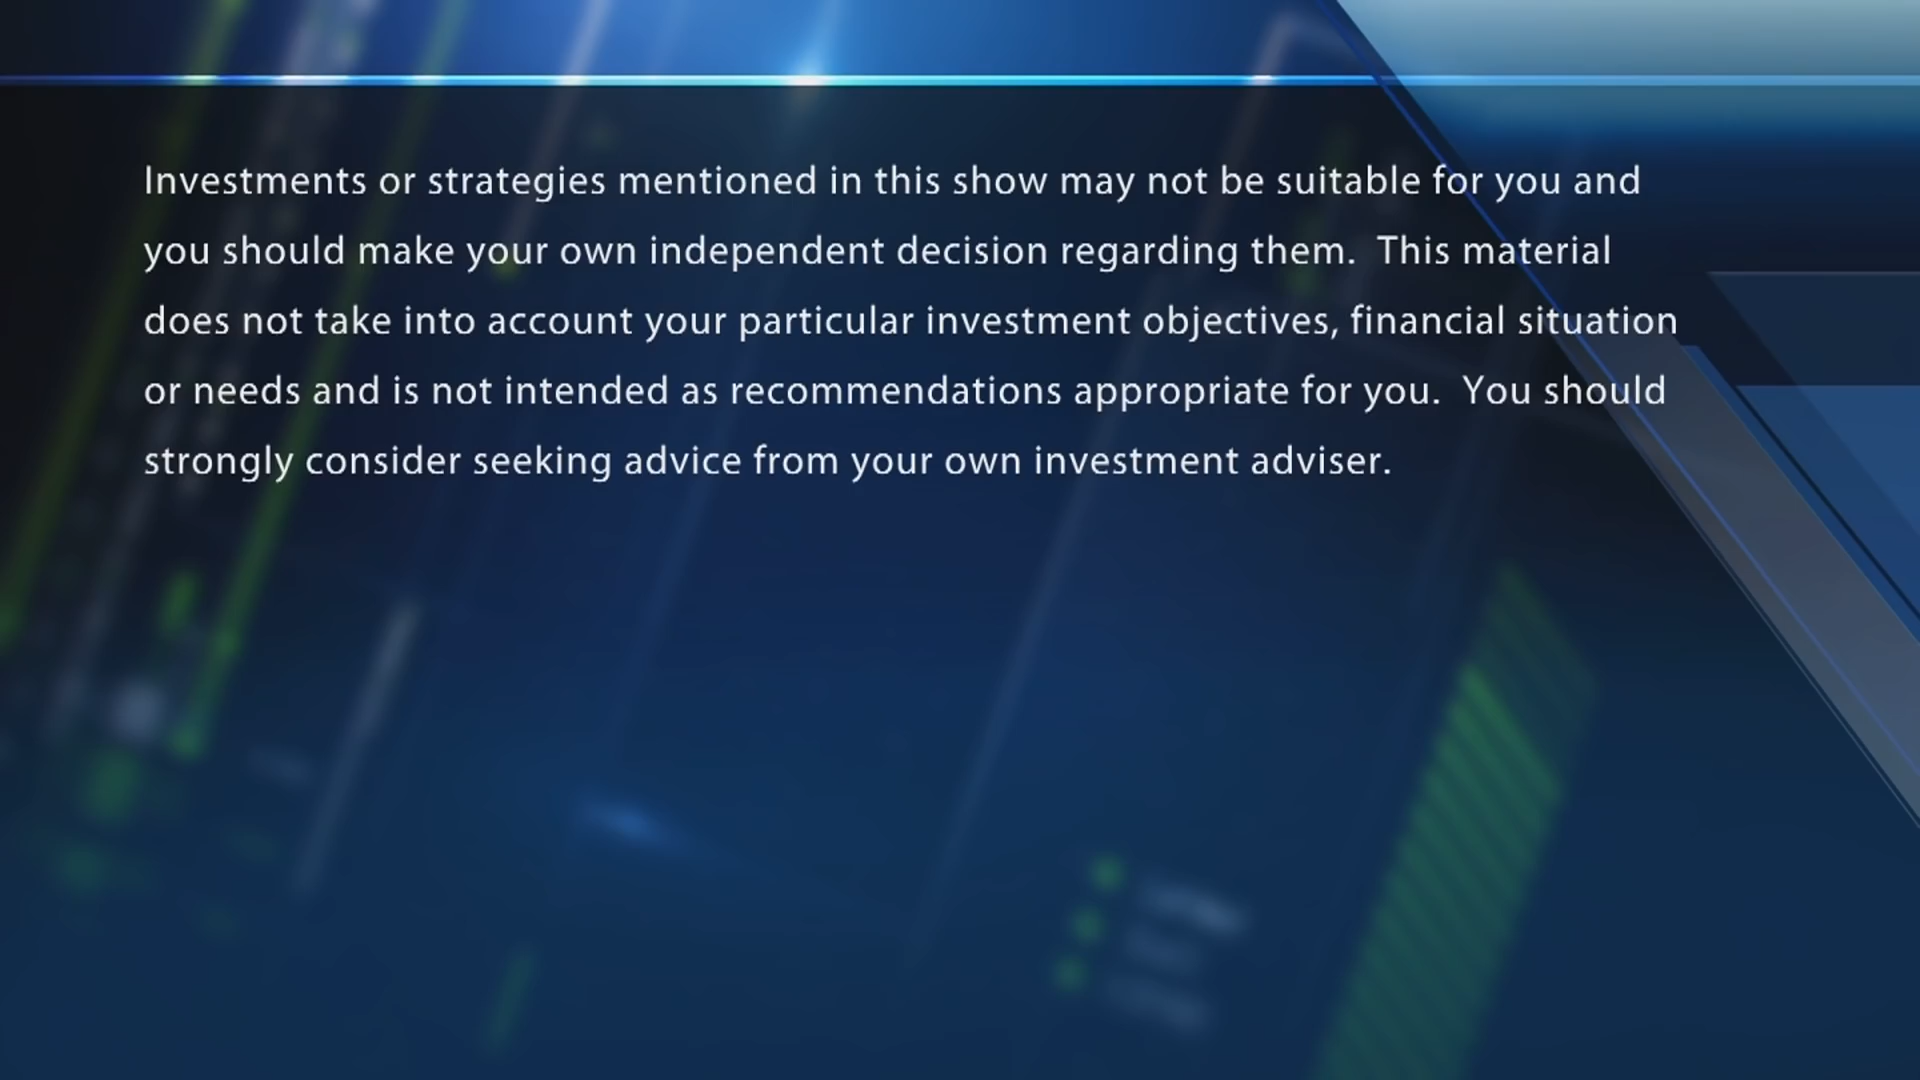 Investments or strategies mentioned in this show may not be suitable for you and
you should make your own independent decision regarding them.  This material
does not take into account your particular investment objectives, financial situation
or needs and is not intended as recommendations appropriate for you.  You should
strongly consider seeking advice from your own investment adviser.